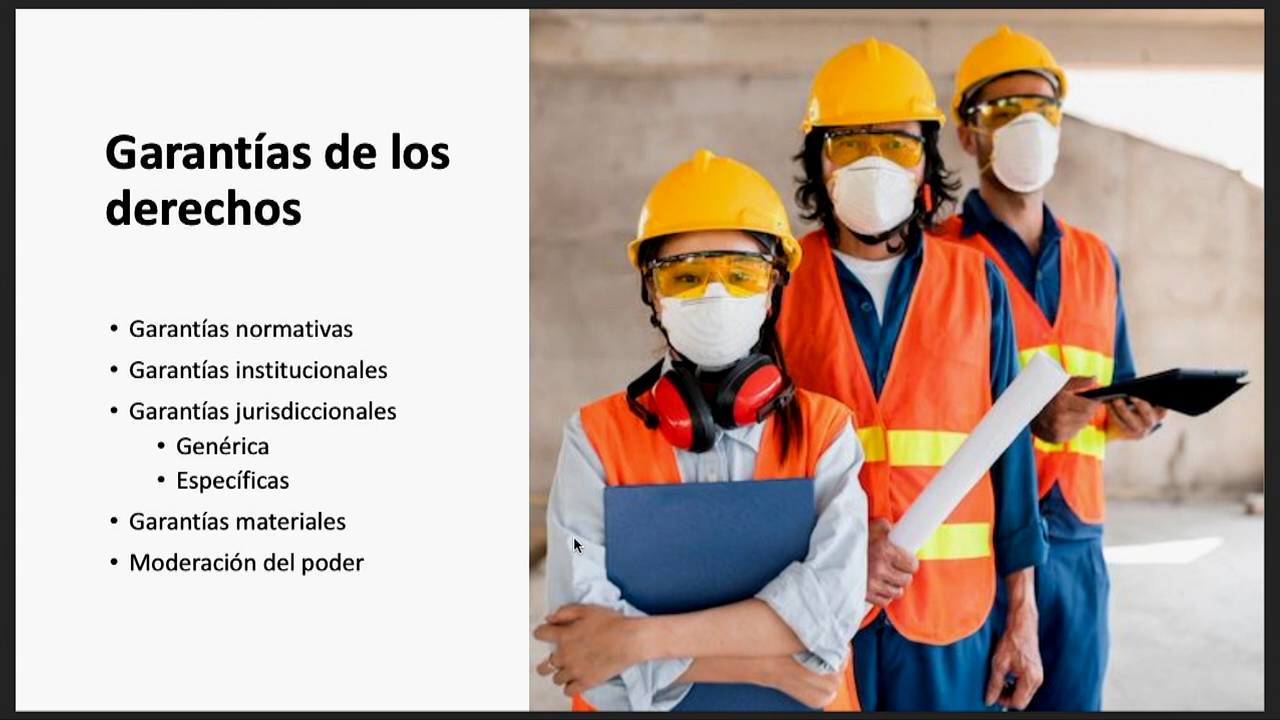 Garantías de los
derechos
• Garantías normativas
• Garantías institucionales
• Garantías jurisdiccionales
• Genérica
• Específicas
• Garantías materiales
• Moderación del poder